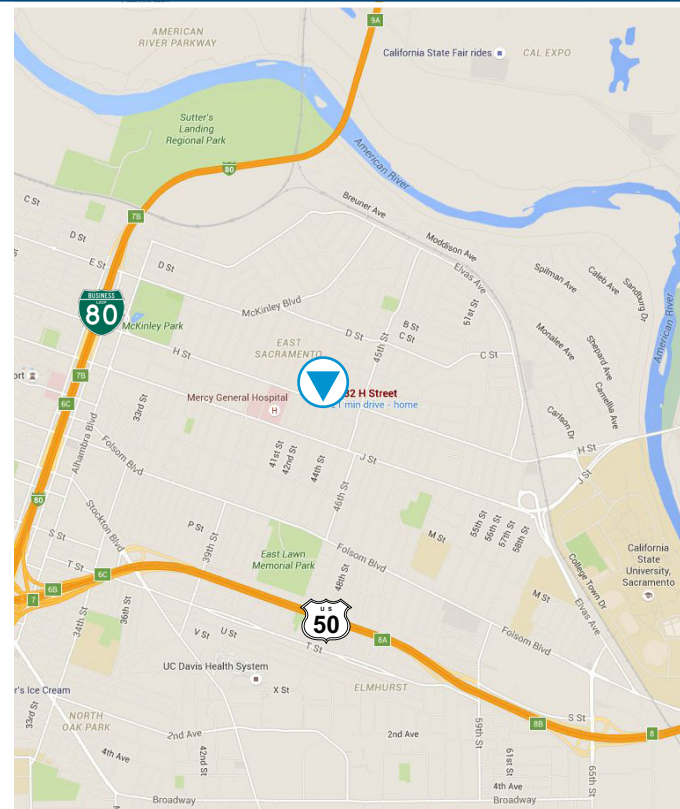 AMERICAN
RIVER PARKWAY
9A
California State Fair rides
CAL EXPO
Sutter's
Landing
Regional Park
American River
80
C St
7B
Breuner Ave
D St
Moddison Ave
E St
D St
Elvas Ave
Spilman Ave
Caleb Ave
Sandburg Dr
American River
BUSINESS
LOOP
80
McKinley Blvd
51st St
McKinley Park
B St
C St
D St
45th St
EAST
SACRAMENTO
H St
C St
Monalee Ave
Shepard Ave
Camellia Ave
7B
ort
Mercy General Hospital
H
32 H Street
21 min drive - home
6C
33rd St
Alhambra Blvd
Folsom Blvd
Carlson Dr
H St
J St
J St
41st St
42nd St
44th St
46th St
80
Stockton Blvd
P St
39th St
55th St
56th St
57th St
58th St
M St
S St
T St
East Lawn
Memorial Park
Folsom Blvd
48th St
California
State
University,
Sacramento
College Town Dr
6C
6B
7
34th St
36th St
M St
Elvas Ave
U S
50
8A
V St
U St
T St
Folsom Blvd
UC Davis Health System
X St
ELMHURST
r's Ice Cream
33rd St
NORTH
OAK PARK
2nd Ave
42nd St
2nd Ave
59th St
8B
S St
8
61st St
65th St
4th Ave
4th Ave
Broadway
Broadway